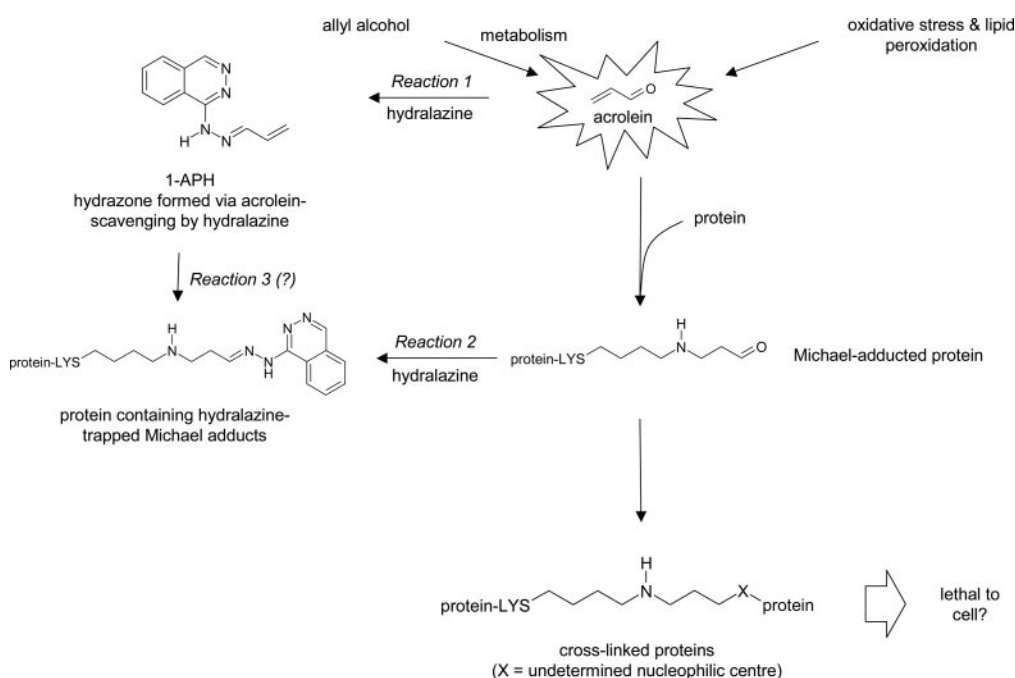 allyl alcohol
metabolism
oxidative stress & lipid
peroxidation
Reaction 1
hydralazine
acrolein
O
N
N
N
H
N
1-APH
hydrazone formed via acrolein-
scavenging by hydralazine
protein
Reaction 3 (?)
H
N
N
N
N
N
H
protein-LYS
Reaction 2
hydralazine
H
N
O
protein-LYS
Michael-adducted protein
protein containing hydralazine-
trapped Michael adducts
H
N
X
protein-LYS
protein
lethal to
cell?
cross-linked proteins
(X = undetermined nucleophilic centre)